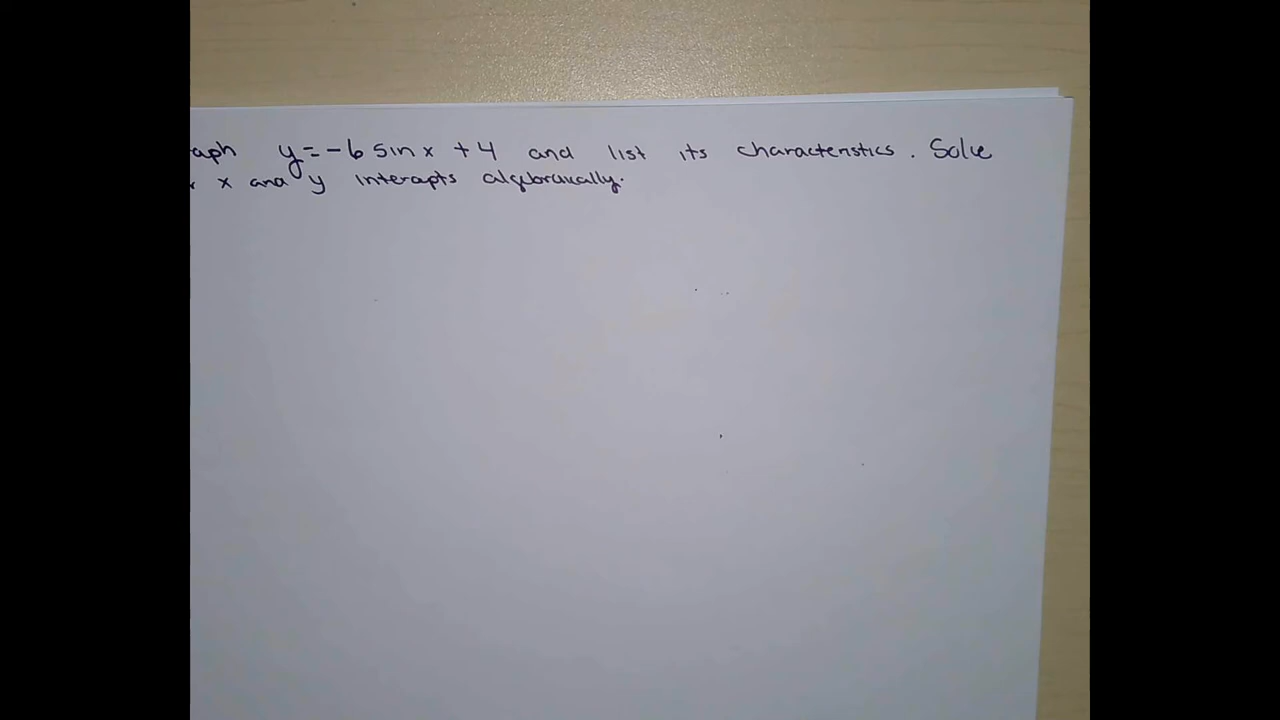 aph y=-6 sin x +4 and list its characteristics. Solve
x and y intercepts algebraically.